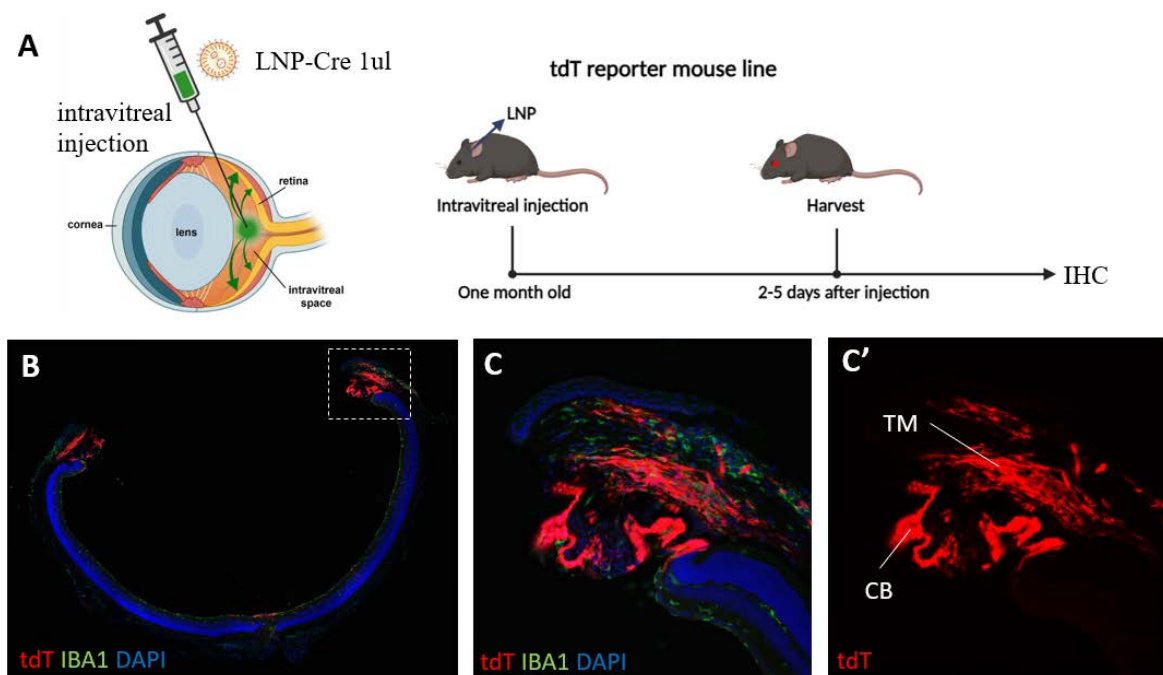 A
LNP-Cre 1ul
intravitreal
injection
cornea
lens
retina
intravitreal
space
tdT reporter mouse line
LNP
Intravitreal injection
Harvest
One month old
2-5 days after injection
IHC
B
tdT IBA1 DAPI
C
tdT IBA1 DAPI
C’
TM
CB
tdT